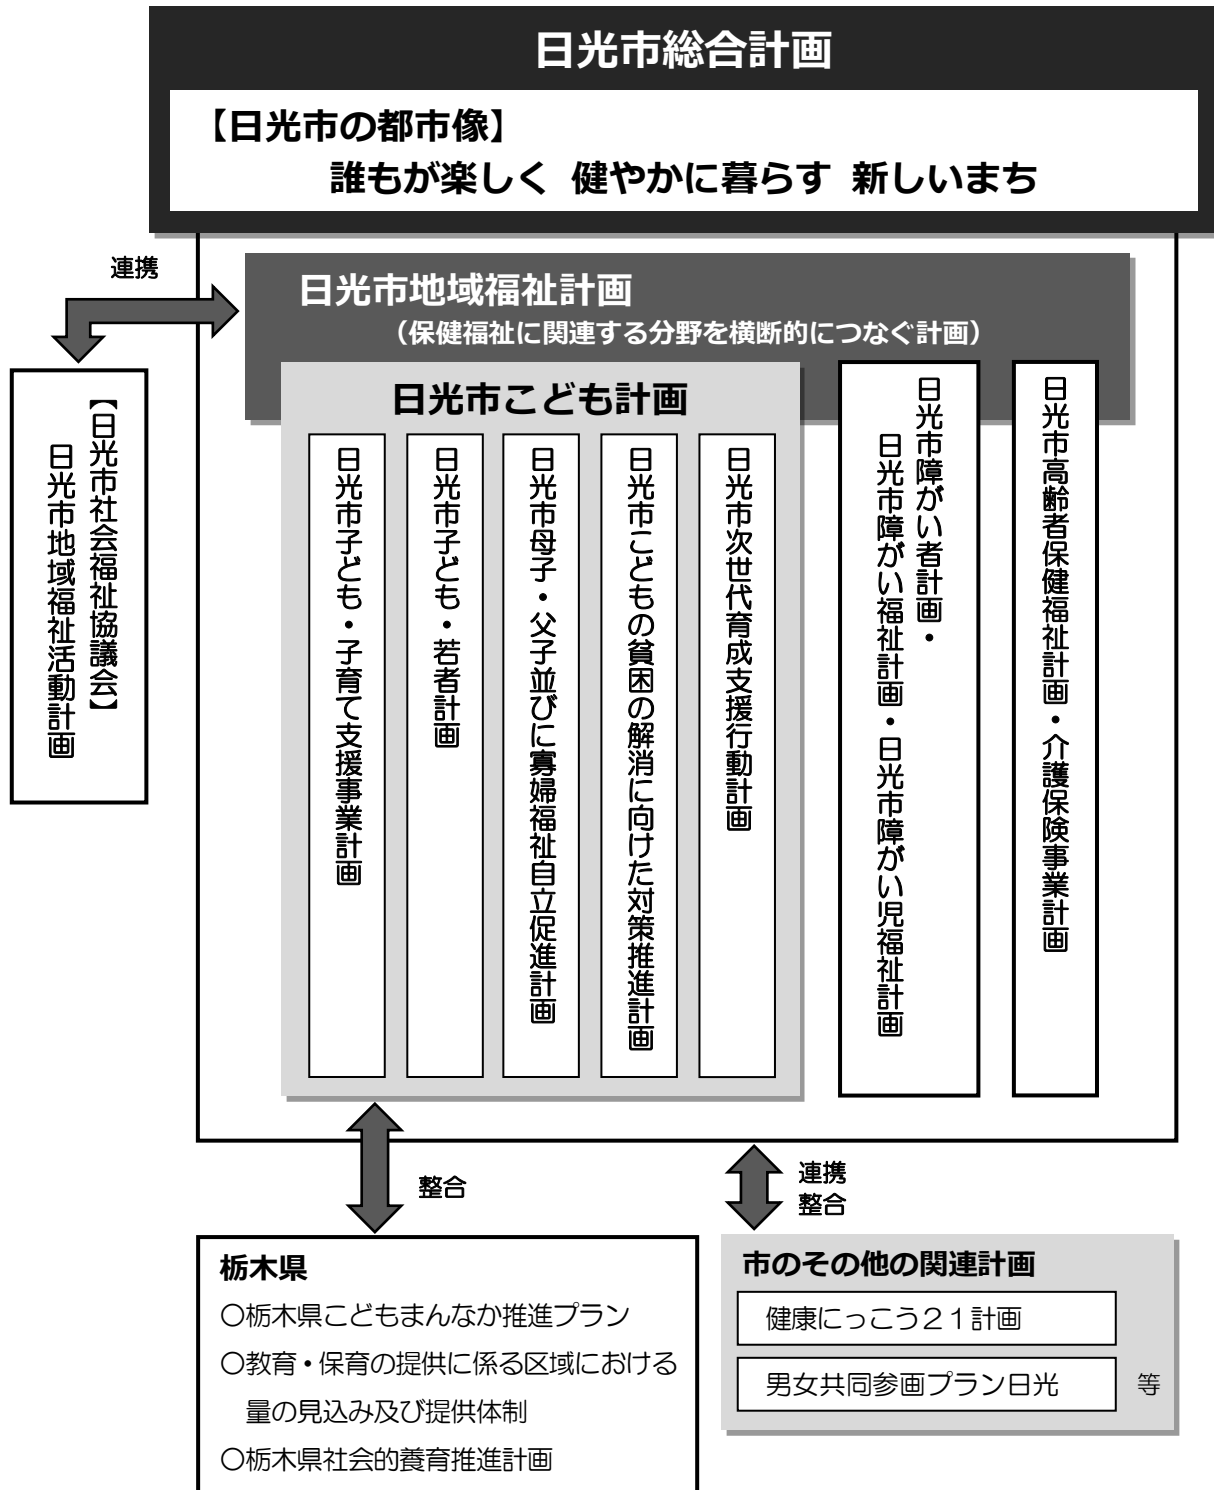 日光市総合計画
【日光市の都市像】
誰もが楽しく 健やかに暮らす 新しいまち
連携
日光市地域福祉計画
（保健福祉に関連する分野を横断的につなぐ計画）
【日光市社会福祉協議会】
日光市地域福祉活動計画
日光市こども計画
日光市子ども・子育て支援事業計画
日光市子ども・若者計画
日光市母子・父子並びに寡婦福祉自立促進計画
日光市こどもの貧困の解消に向けた対策推進計画
日光市次世代育成支援行動計画
日光市障がい者計画・
日光市障がい福祉計画・日光市障がい児福祉計画
日光市高齢者保健福祉計画・介護保険事業計画
整合
連携
整合
栃木県
○栃木県こどもまんなか推進プラン
○教育・保育の提供に係る区域における
量の見込み及び提供体制
○栃木県社会的養育推進計画
市のその他の関連計画
健康にっこう２１計画
男女共同参画プラン日光
等